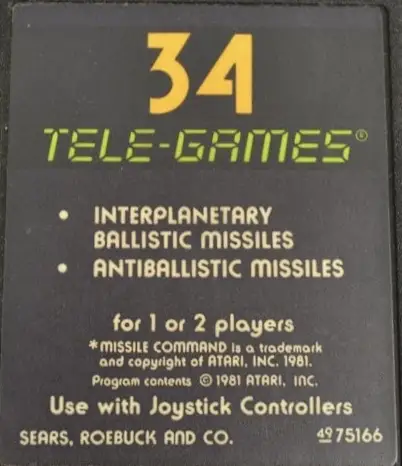 34
TELE-GAMES®
• INTERPLANETARY
BALLISTIC MISSILES
• ANTIBALLISTIC MISSILES
for 1 or 2 players
*MISSILE COMMAND is a trademark
and copyright of ATARI, INC. 1981.
Program contents © 1981 ATARI, INC.
Use with Joystick Controllers
SEARS, ROEBUCK AND CO. 49 75166